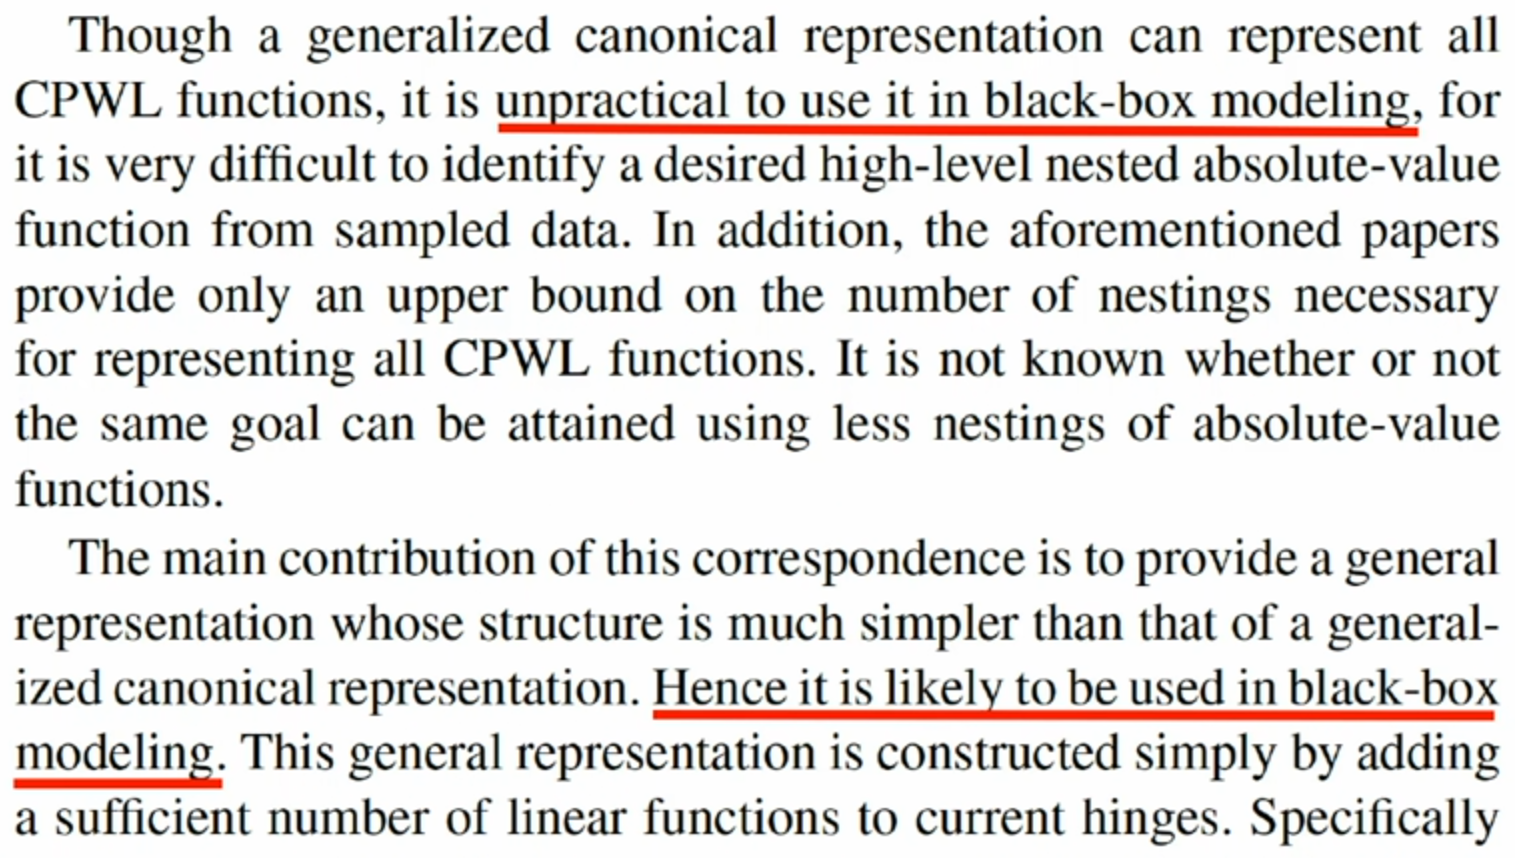 Though a generalized canonical representation can represent all
CPWL functions, it is unpractical to use it in black-box modeling, for
it is very difficult to identify a desired high-level nested absolute-value
function from sampled data. In addition, the aforementioned papers
provide only an upper bound on the number of nestings necessary
for representing all CPWL functions. It is not known whether or not
the same goal can be attained using less nestings of absolute-value
functions.
The main contribution of this correspondence is to provide a general
representation whose structure is much simpler than that of a general-
ized canonical representation. Hence it is likely to be used in black-box
modeling. This general representation is constructed simply by adding
a sufficient number of linear functions to current hinges. Specifically